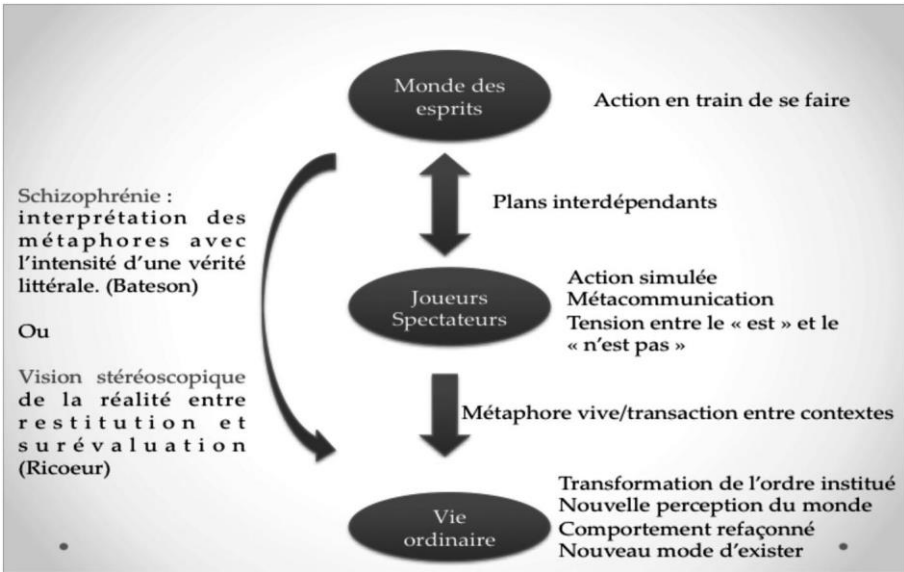 Monde des
esprits
Action en train de se faire
Plans interdépendants
Schizophrénie :
interprétation des
métaphores avec
l'intensité d'une vérité
littérale. (Bateson)
Ou
Vision stéréoscopique
de la réalité entre
restitution et
surévaluation
(Ricoeur)
Joueurs
Spectateurs
Action simulée
Métacommunication
Tension entre le « est » et le
« n'est pas »
Métaphore vive/transaction entre contextes
Vie
ordinaire
Transformation de l'ordre institué
Nouvelle perception du monde
Comportement refaçonné
Nouveau mode d'exister